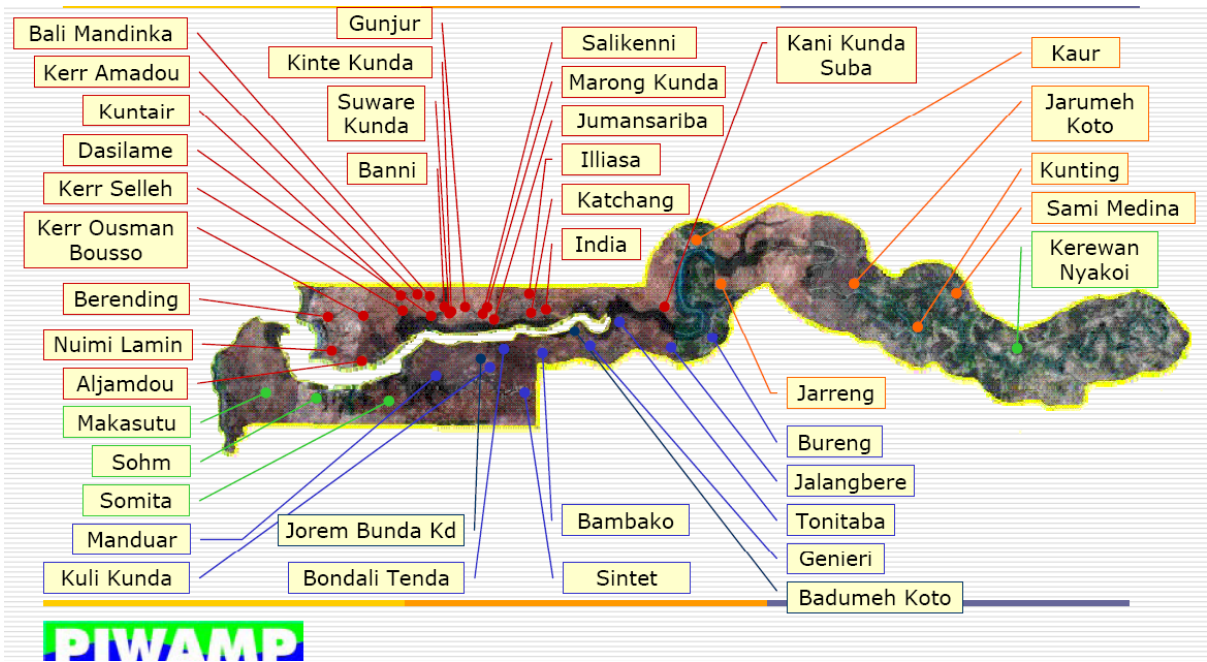 Bali Mandinka
Kerr Amadou
Kuntair
Dasilame
Kerr Selleh
Kerr Ousman
Bousso
Berending
Nuimi Lamin
Aljamdou
Makasutu
Sohm
Somita
Manduar
Kuli Kunda
Gunjur
Kinte Kunda
Suware
Kunda
Banni
Salikenni
Marong Kunda
Jumansariba
Illiasa
Katchang
India
Kani Kunda
Suba
Kaur
Jarumeh
Koto
Kunting
Sami Medina
Kerewan
Nyakoi
Jarreng
Bureng
Jalangbere
Tonitaba
Genieri
Badumeh Koto
Jorem Bunda Kd
Bondali Tenda
Bambako
Sintet
PIWAMP